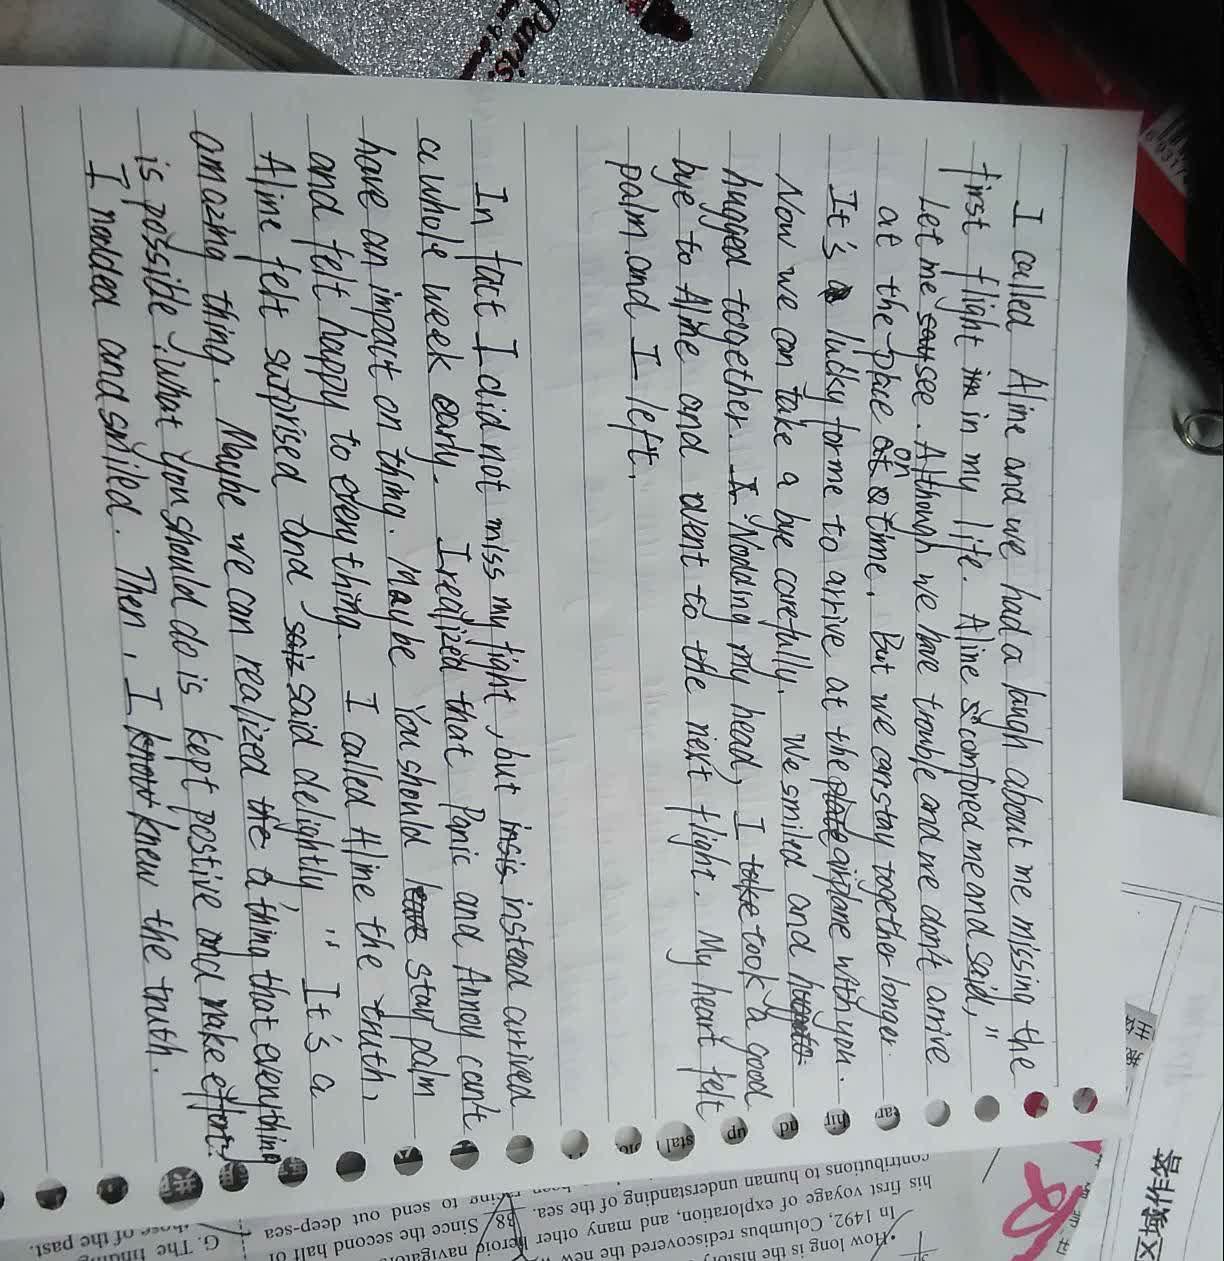 I called Aline and we had a laugh about me missing the
first flight in in my life. Aline comfored me and said, "
Let me see. Although we have trouble and we don't arrive
at the place on time. But we can stay together longer.
It's a lucky for me to arrive at the airplane with you.
Now we can take a bye carefully. We smiled and
hugged together. Nodding my head, I took a good
bye to Aline and went to the next flight. My heart felt
palm and I left.
In fact I did not miss my fight, but instend arrived
a whole week early. I realized that Panic and Annoy can't
have an impact on thing. Maybe You should stay palm
and felt happy to everything. I called Aline the truth,
Aline felt surprised and said delightly " It's a
amazing thing. Maybe we can realized a thing that everything
is possible. What you should do is kept postive and make efforts
I nodded and smiled. Then, I knew the truth.
Paris
区域作答
How long is the history
In 1492, Columbus rediscovered the new
his first voyage of exploration, and many other heroic navigators
contributions to human understanding of the sea. 38 Since the second half of
racing to send out deep-sea
G. The finding
those of the past.